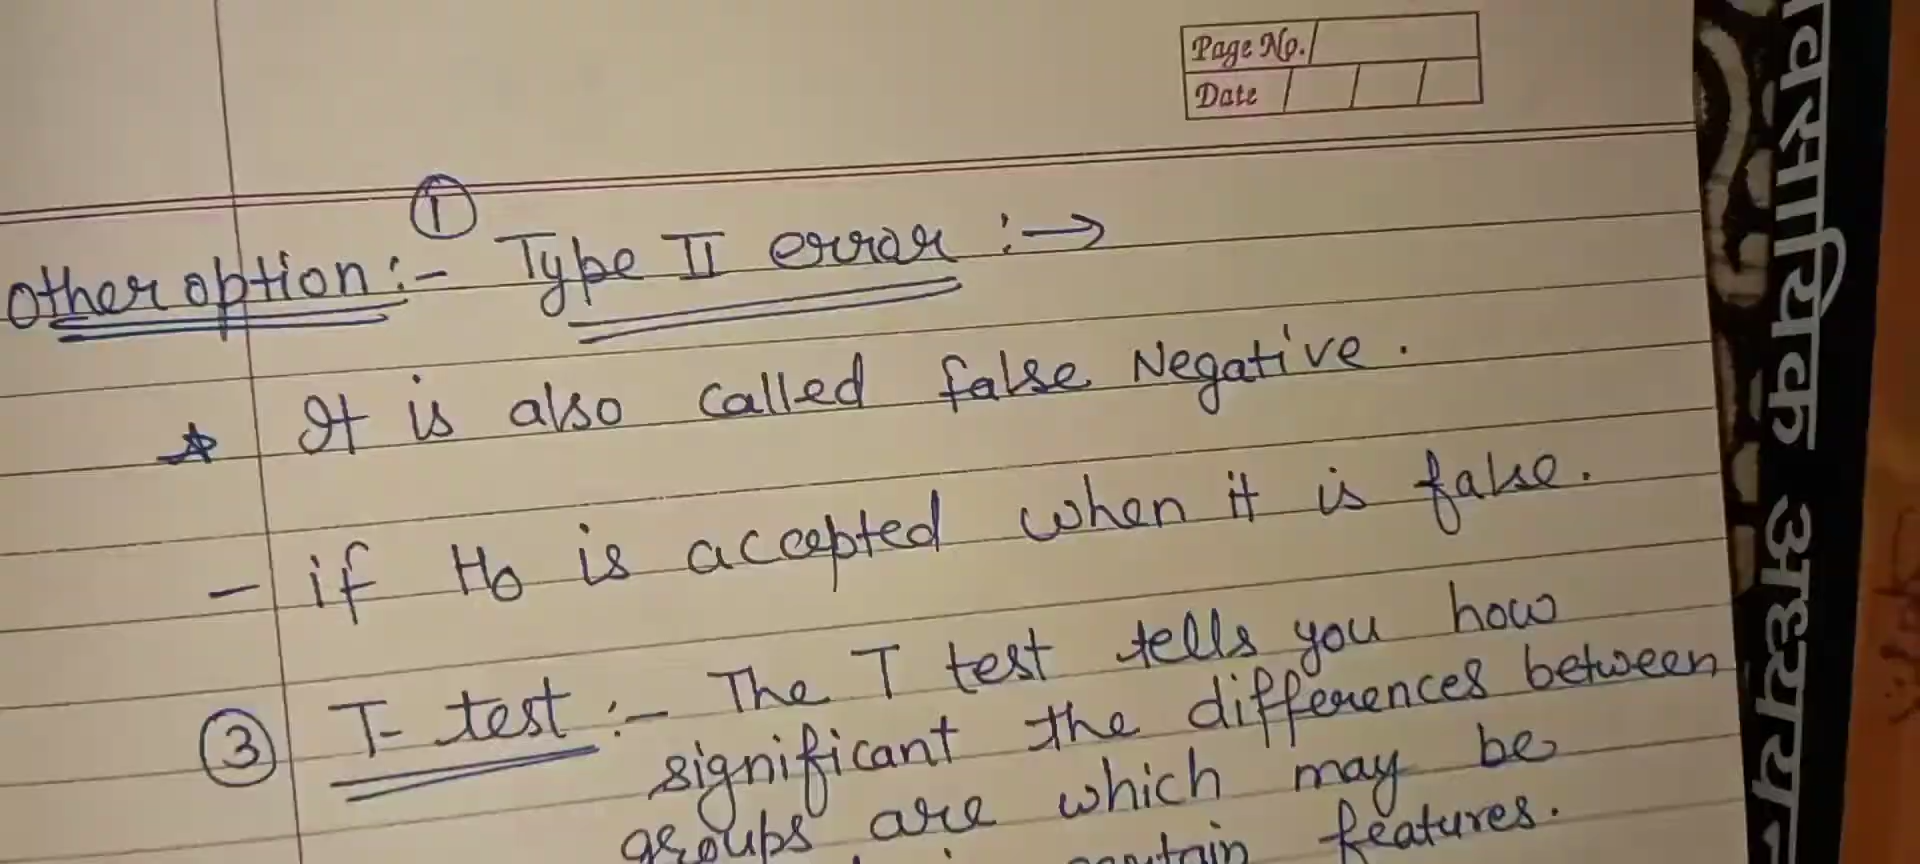 Page No.
Date
①
Other option :- Type II error :→
It is also called false Negative.
- if H0 is accepted when it is false.
③ T- test :- The T test tells you how
significant the differences between
groups are which may be
certain features.